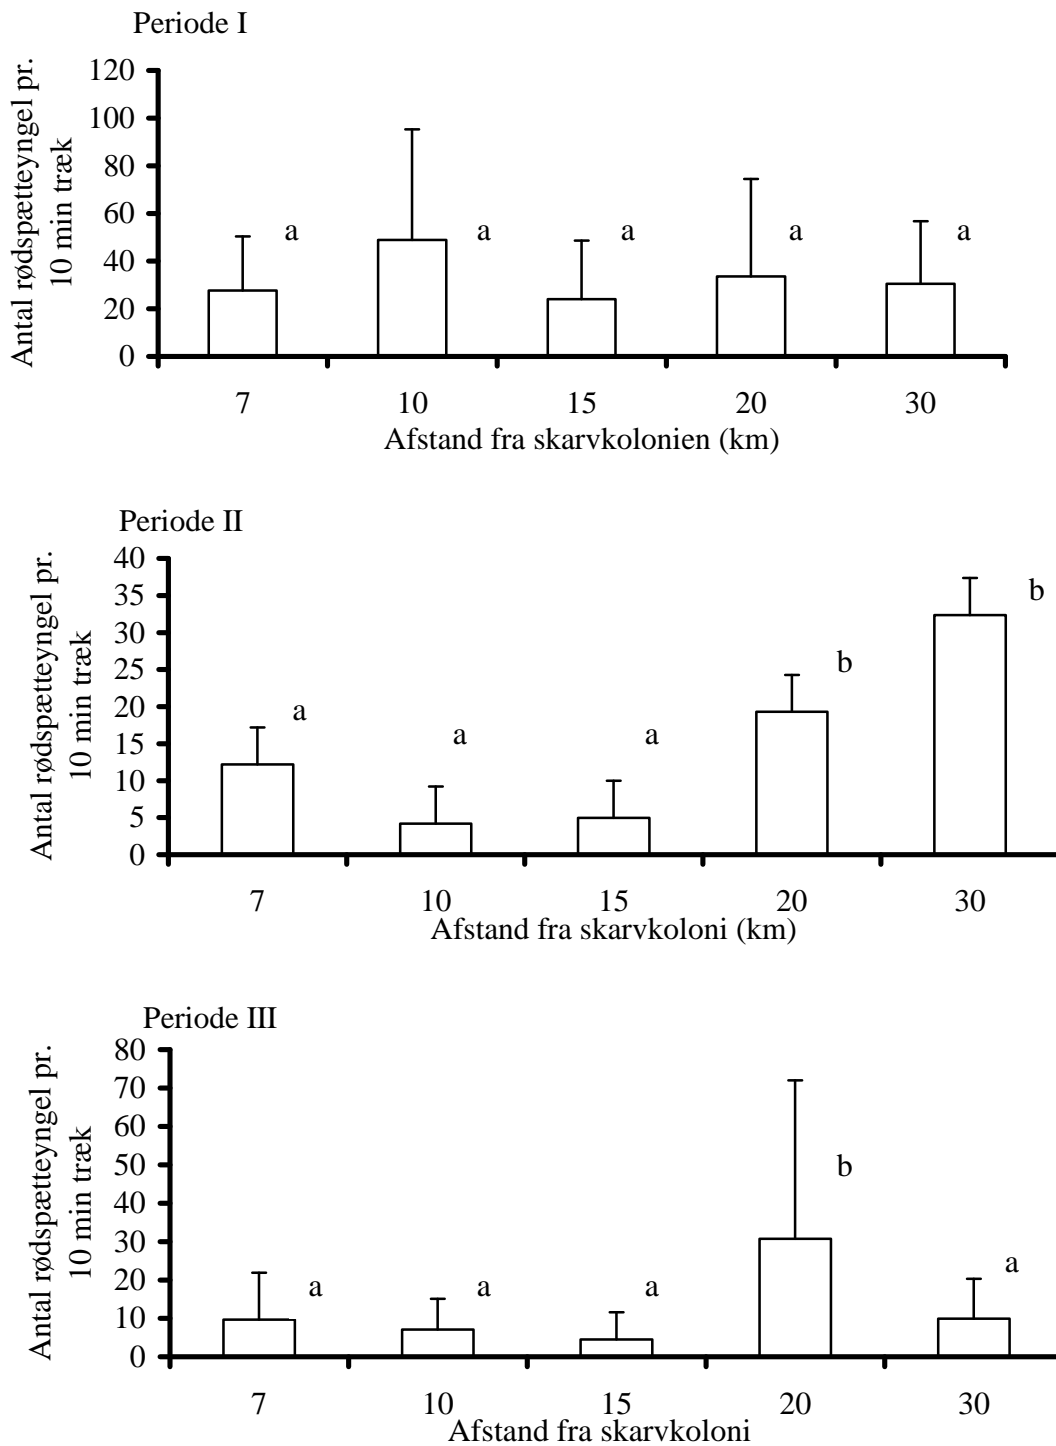 Periode I
Antal rødspætteyngel pr.
10 min træk
120
100
80
60
40
20
0
a
a
a
a
a
7
10
15
20
30
Afstand fra skarvkolonien (km)
Periode II
Antal rødspætteyngel pr.
10 min træk
40
35
30
25
20
15
10
5
0
a
a
a
b
b
7
10
15
20
30
Afstand fra skarvkoloni (km)
Periode III
Antal rødspætteyngel pr.
10 min træk
80
70
60
50
40
30
20
10
0
a
a
a
b
a
7
10
15
20
30
Afstand fra skarvkoloni